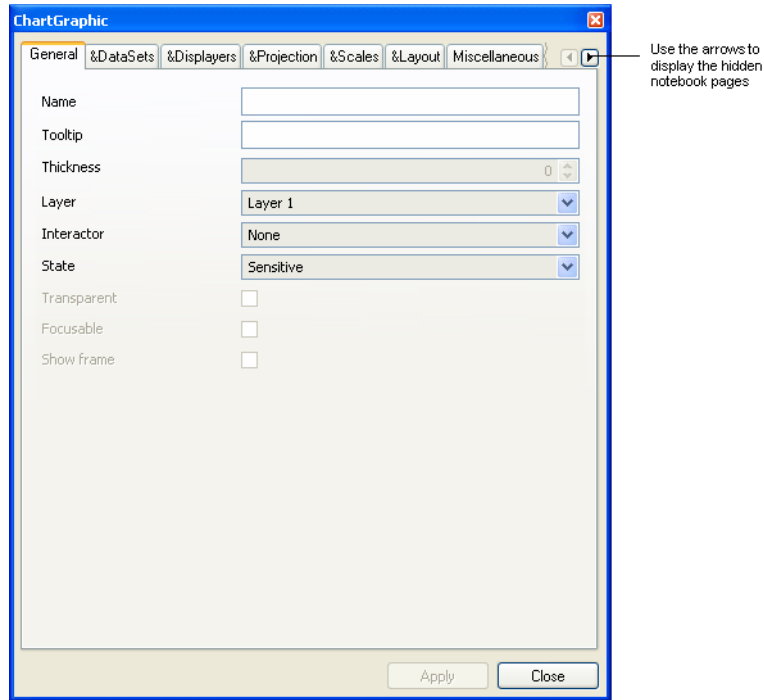 ChartGraphic
General &DataSets &Displayers &Projection &Scales &Layout Miscellaneous
Use the arrows to
display the hidden
notebook pages
Name
Tooltip
Thickness 0
Layer Layer 1
Interactor None
State Sensitive
Transparent
Focusable
Show frame
Apply Close